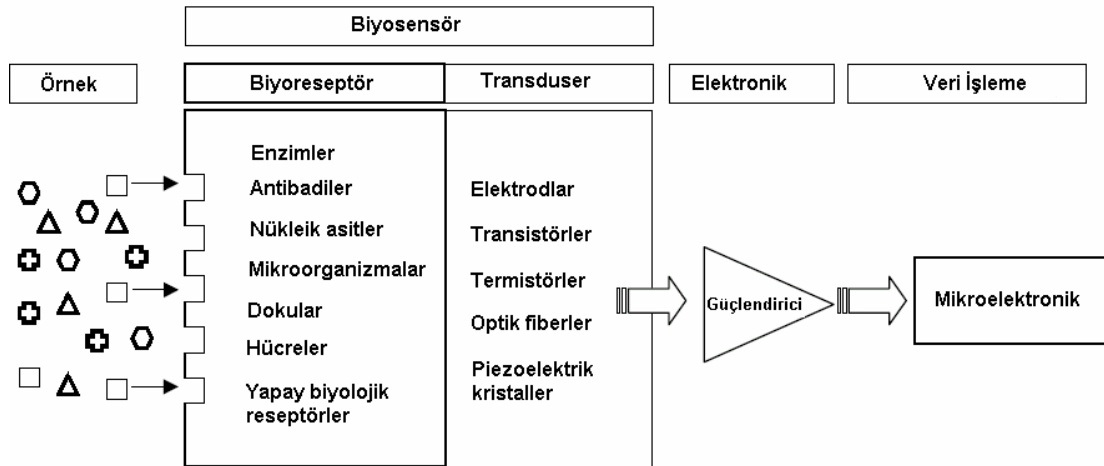 Biyosensör
Örnek
Biyoreseptör
Transduser
Elektronik
Veri İşleme
Enzimler
Antibadiler
Nükleik asitler
Mikroorganizmalar
Dokular
Hücreler
Yapay biyolojik
reseptörler
Elektrodlar
Transistörler
Termistörler
Optik fiberler
Piezoelektrik
kristaller
Güçlendirici
Mikroelektronik